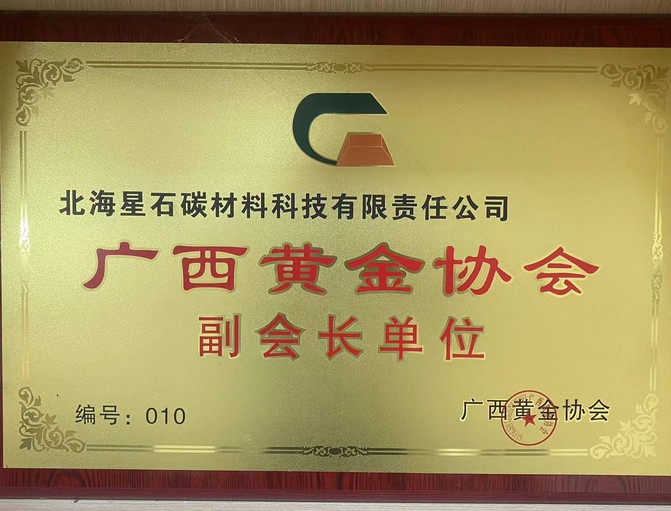 北海星石碳材料科技有限责任公司
广西黄金协会
副会长单位
编号：010
广西黄金协会